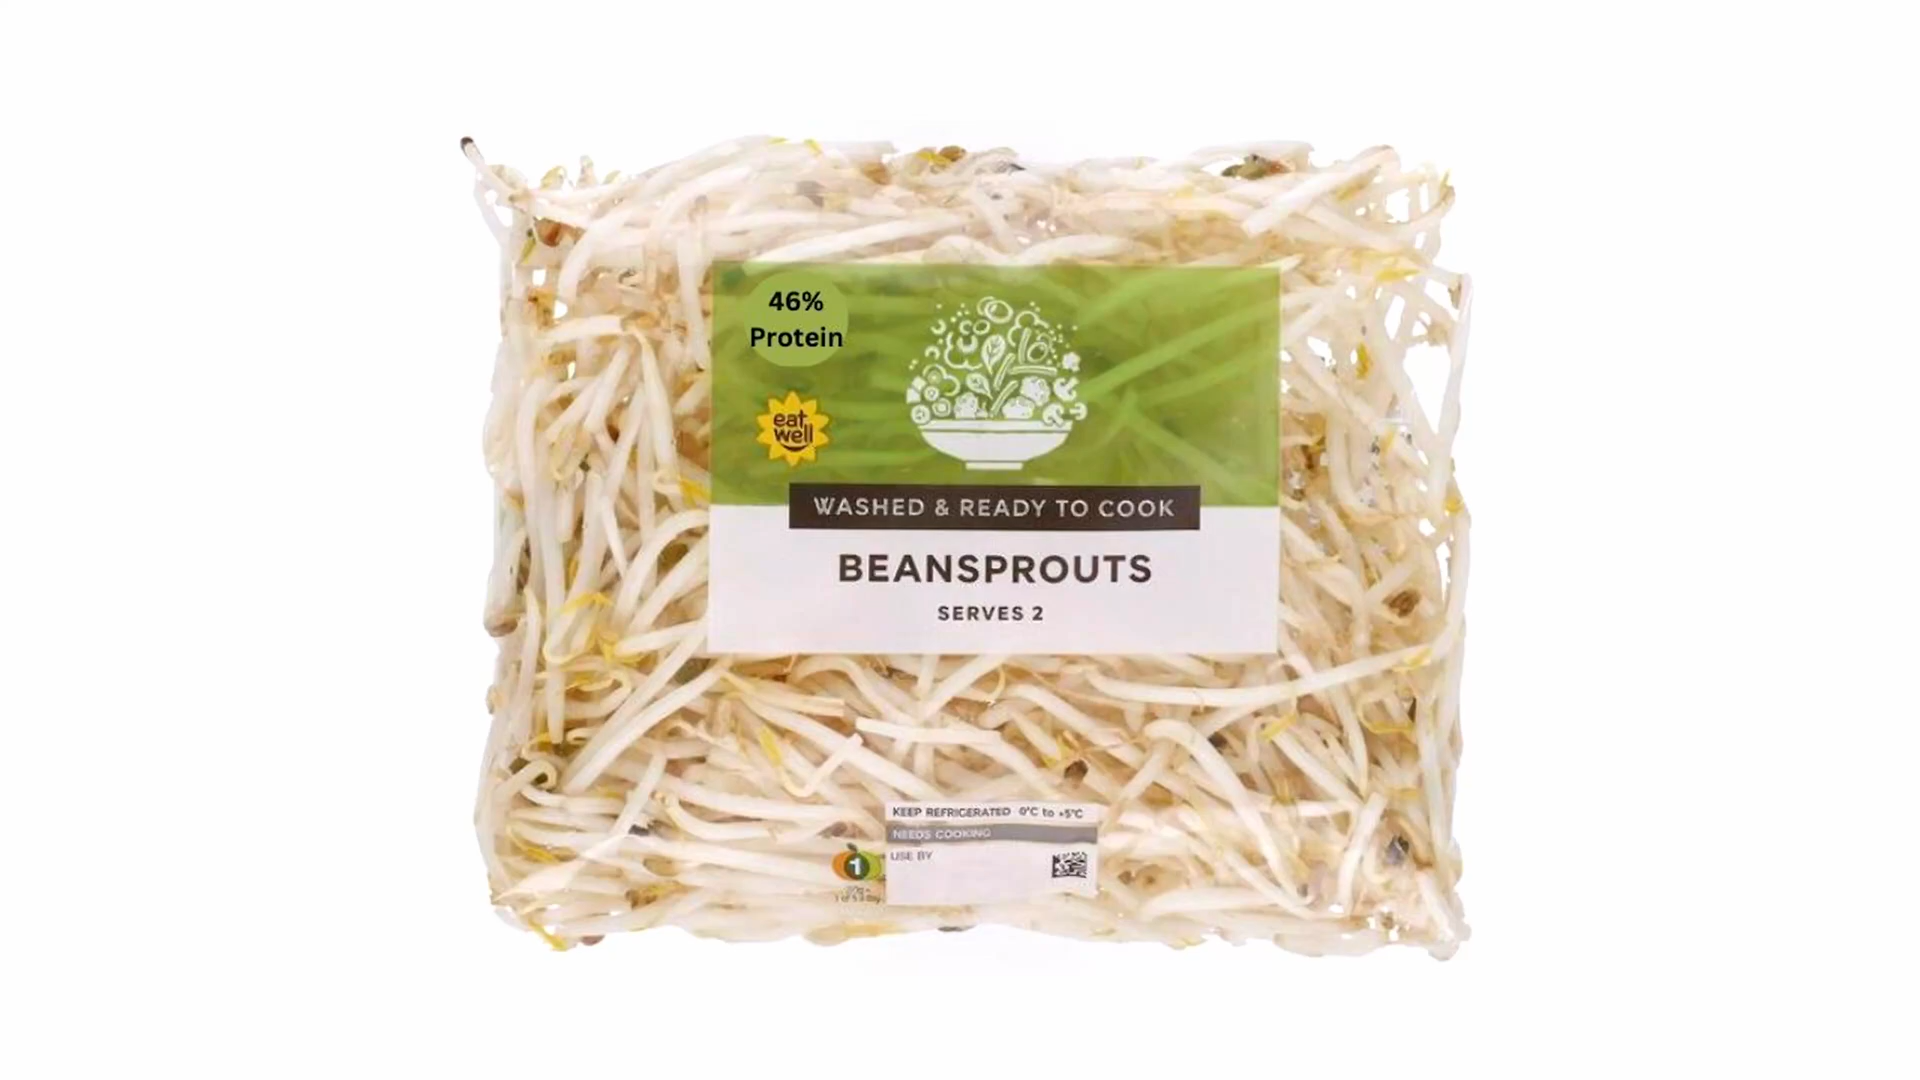 46%
Protein
eat
well
WASHED & READY TO COOK
BEANSPROUTS
SERVES 2
KEEP REFRIGERATED 0°C to +5°C
NEEDS COOKING
USE BY
1